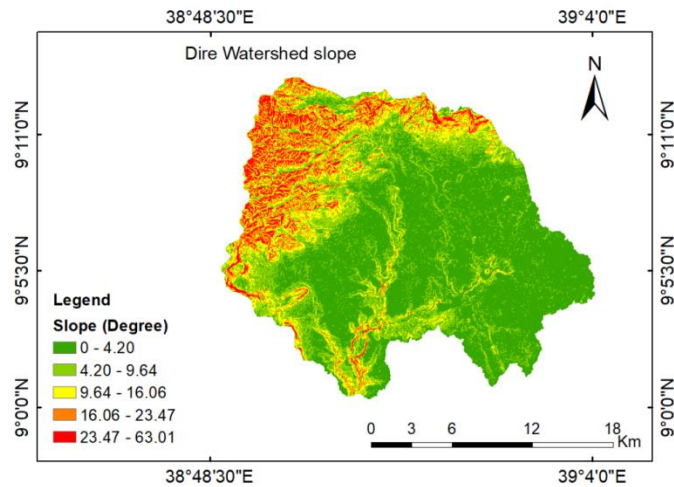 38°48'30"E 39°4'0"E
Dire Watershed slope
N
9°11'0"N 9°11'0"N
9°5'30"N 9°5'30"N
Legend
Slope (Degree)
0 - 4.20
4.20 - 9.64
9.64 - 16.06
16.06 - 23.47
23.47 - 63.01
9°0'0"N 9°0'0"N
0 3 6 12 18
Km
38°48'30"E 39°4'0"E